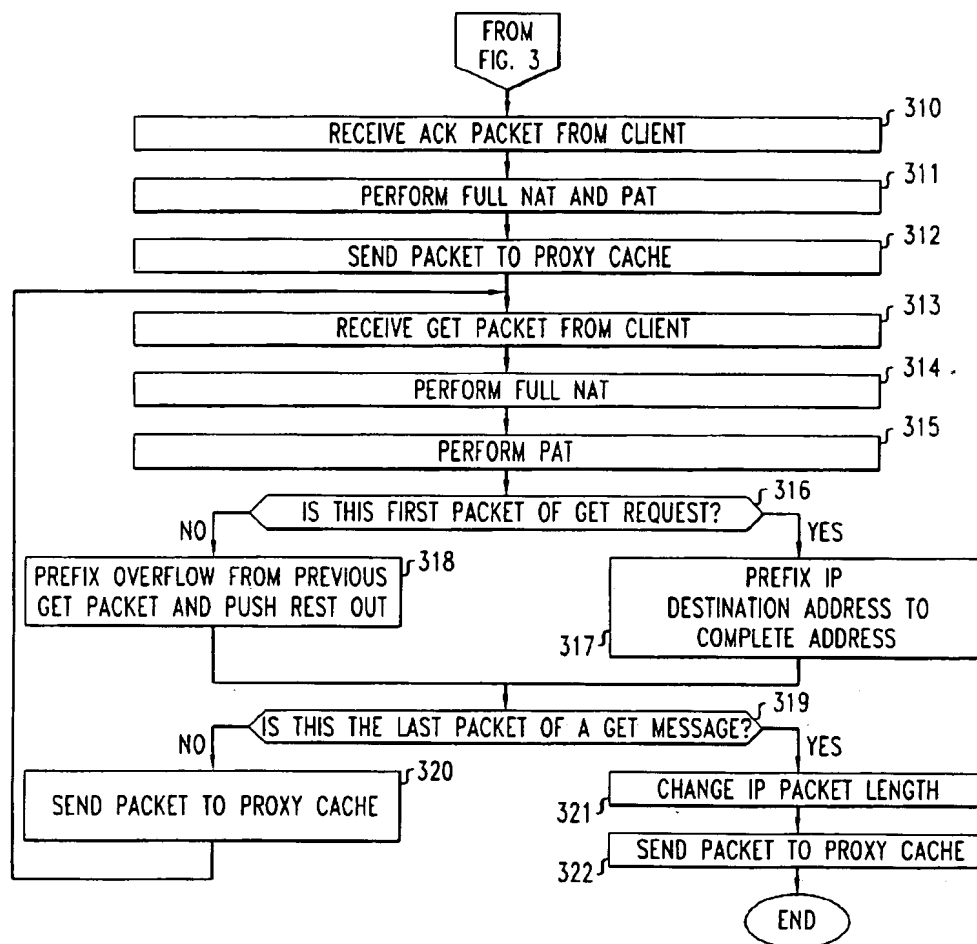 FROM
FIG. 3
310
RECEIVE ACK PACKET FROM CLIENT
311
PERFORM FULL NAT AND PAT
312
SEND PACKET TO PROXY CACHE
313
RECEIVE GET PACKET FROM CLIENT
314
PERFORM FULL NAT
315
PERFORM PAT
316
IS THIS FIRST PACKET OF GET REQUEST?
NO
YES
318
PREFIX OVERFLOW FROM PREVIOUS
GET PACKET AND PUSH REST OUT
PREFIX IP
DESTINATION ADDRESS TO
COMPLETE ADDRESS
317
319
IS THIS THE LAST PACKET OF A GET MESSAGE?
NO
YES
320
SEND PACKET TO PROXY CACHE
CHANGE IP PACKET LENGTH
321
SEND PACKET TO PROXY CACHE
322
END